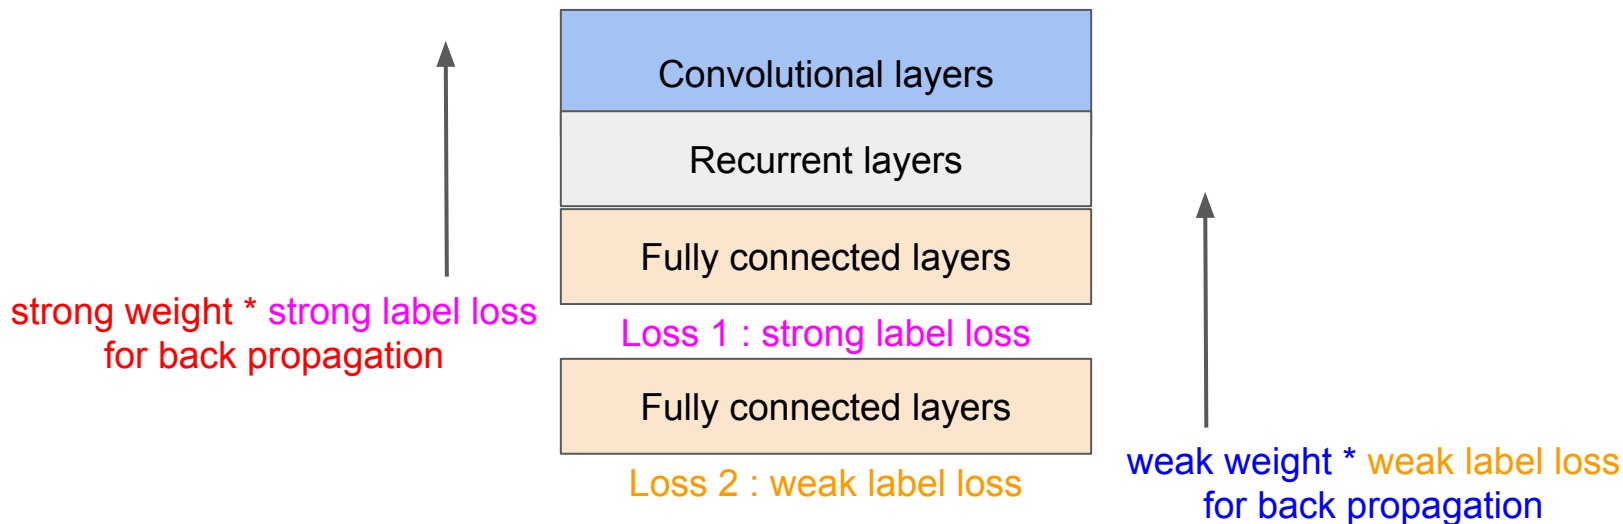 Convolutional layers
Recurrent layers
Fully connected layers
strong weight * strong label loss
for back propagation
Loss 1 : strong label loss
Fully connected layers
Loss 2 : weak label loss
weak weight * weak label loss
for back propagation